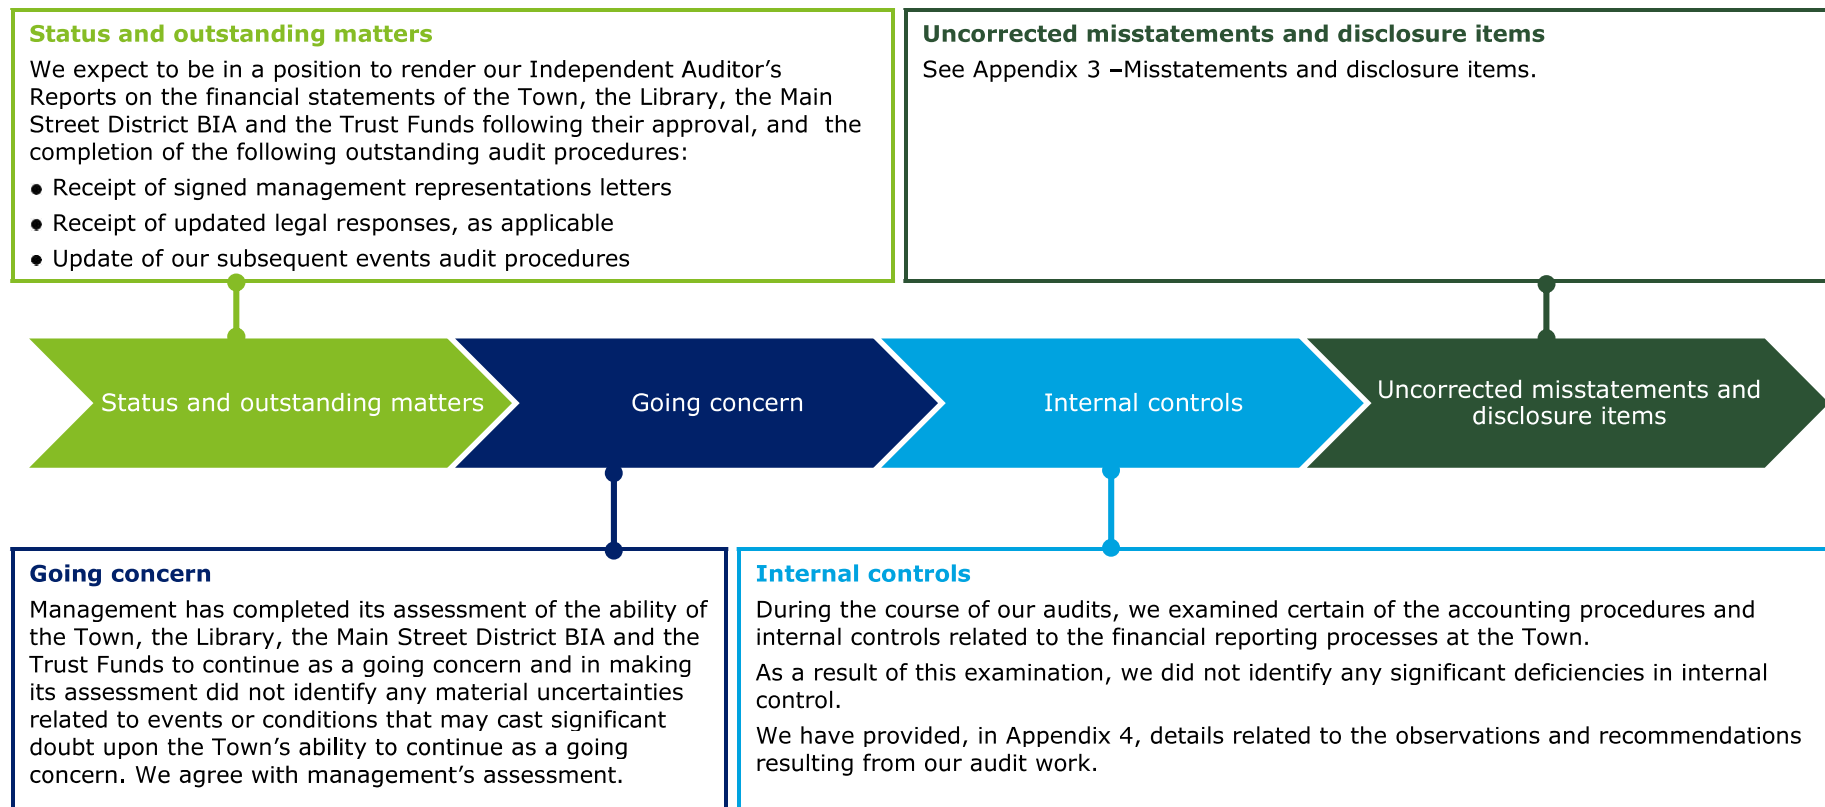 Status and outstanding matters
We expect to be in a position to render our Independent Auditor’s
Reports on the financial statements of the Town, the Library, the Main
Street District BIA and the Trust Funds following their approval, and  the
completion of the following outstanding audit procedures:
● Receipt of signed management representations letters
● Receipt of updated legal responses, as applicable
● Update of our subsequent events audit procedures
Uncorrected misstatements and disclosure items
See Appendix 3 –Misstatements and disclosure items.
Status and outstanding matters
Going concern
Internal controls
Uncorrected misstatements and
disclosure items
Going concern
Management has completed its assessment of the ability of
the Town, the Library, the Main Street District BIA and the
Trust Funds to continue as a going concern and in making
its assessment did not identify any material uncertainties
related to events or conditions that may cast significant
doubt upon the Town’s ability to continue as a going
concern. We agree with management’s assessment.
Internal controls
During the course of our audits, we examined certain of the accounting procedures and
internal controls related to the financial reporting processes at the Town.
As a result of this examination, we did not identify any significant deficiencies in internal
control.
We have provided, in Appendix 4, details related to the observations and recommendations
resulting from our audit work.